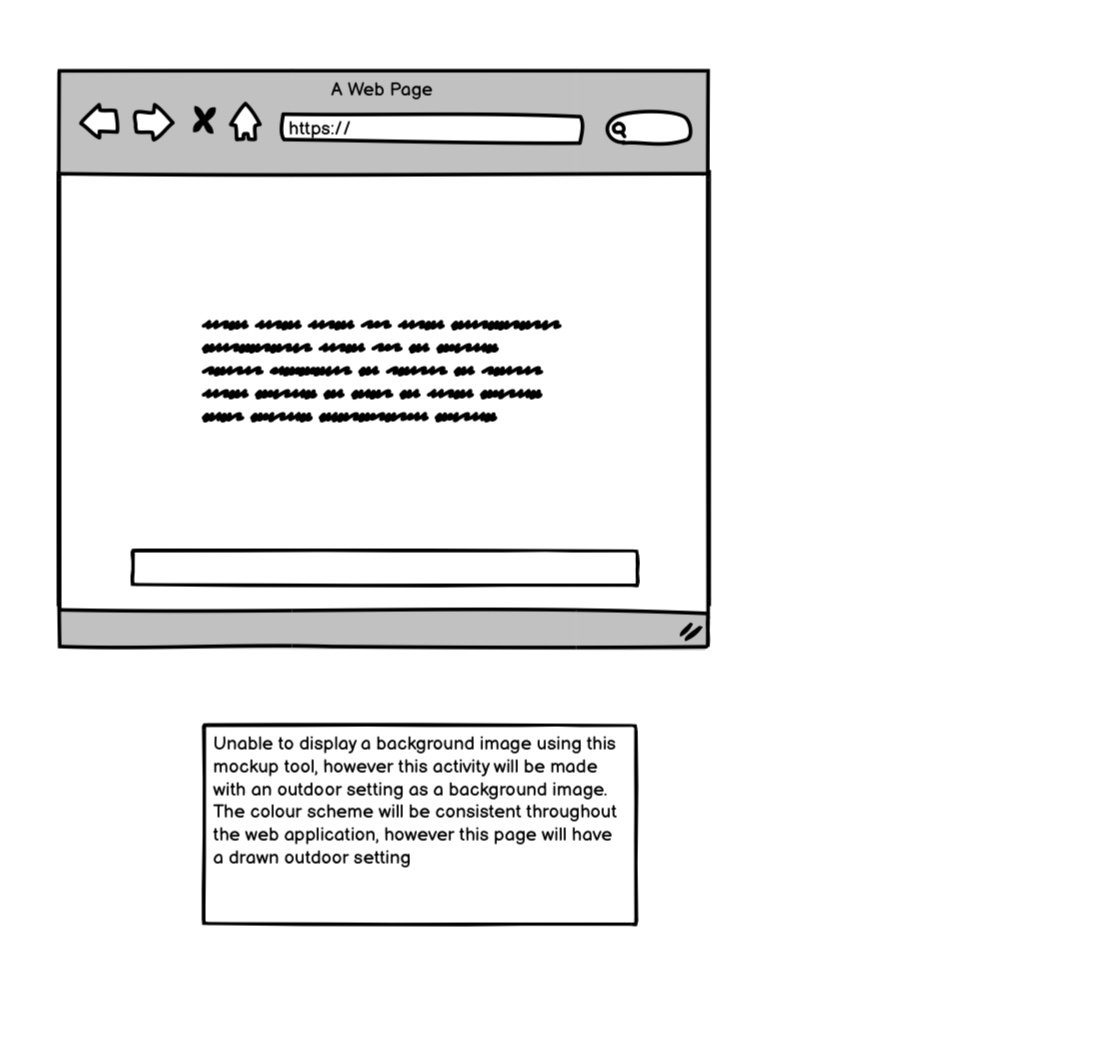 A Web Page
https://
Unable to display a background image using this
mockup tool, however this activity will be made
with an outdoor setting as a background image.
The colour scheme will be consistent throughout
the web application, however this page will have
a drawn outdoor setting